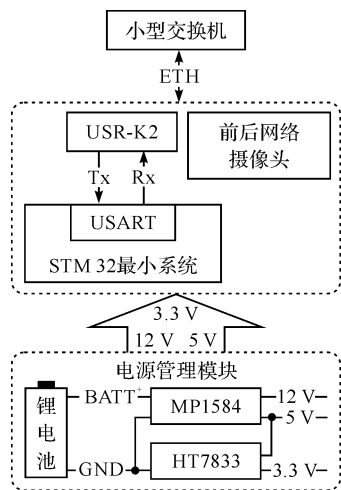 小型交换机
ETH
USR-K2
前后网络
摄像头
Tx
Rx
USART
STM 32最小系统
3.3 V
12 V 5 V
电源管理模块
锂电池
BATT+
MP1584
12 V
5 V
GND
HT7833
3.3 V